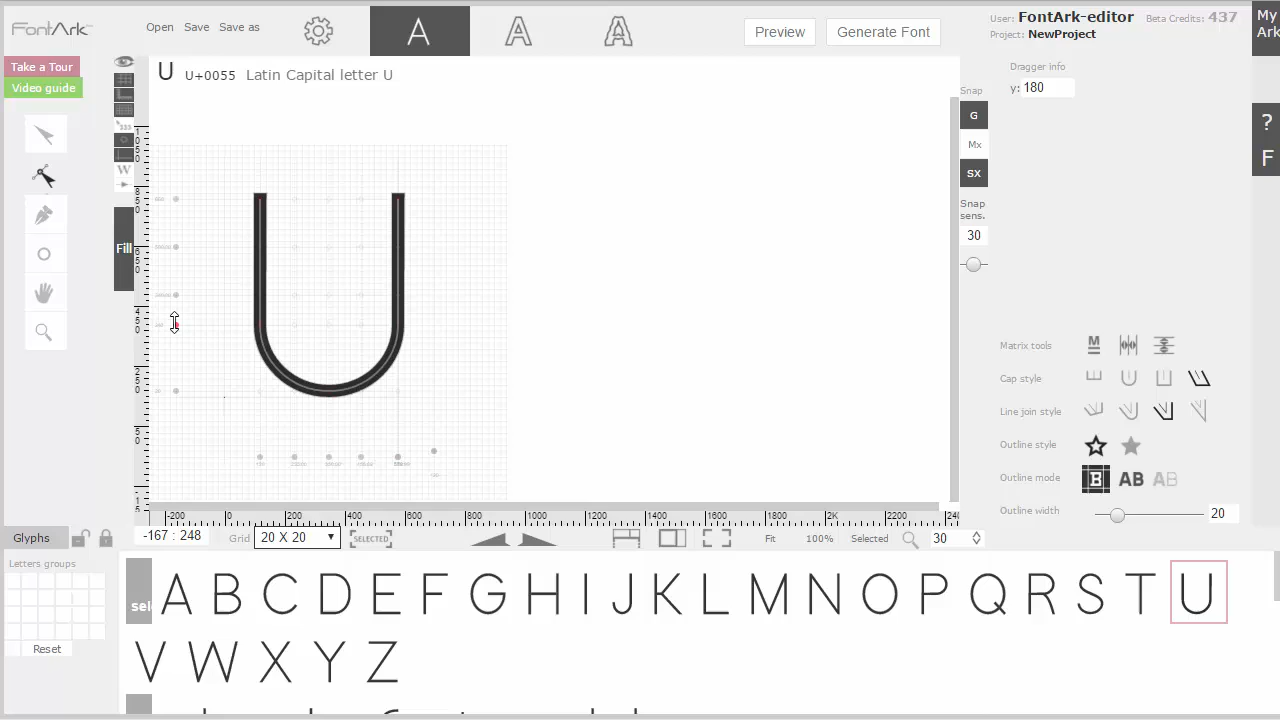 FontArk
Open Save Save as
A A A
Preview
Generate Font
User: FontArk-editor Beta Credits: 437
Project: NewProject
My Ark
Take a Tour
Video guide
U U+0055 Latin Capital letter U
Dragger info
y: 180
Snap
G
Mx
SX
Snap sens.
30
?
F
W
Fill
Matrix tools
Cap style
Line join style
Outline style
Outline mode B AB AB
Outline width 20
-200 0 200 400 600 800 1000 1200 1400 1600 1800 2K 2200
Glyphs
-167 : 248
Grid 20 X 20
SELECTED
Fit 100% Selected 30
Letters groups
Reset
sel
A B C D E F G H I J K L M N O P Q R S T U
V W X Y Z